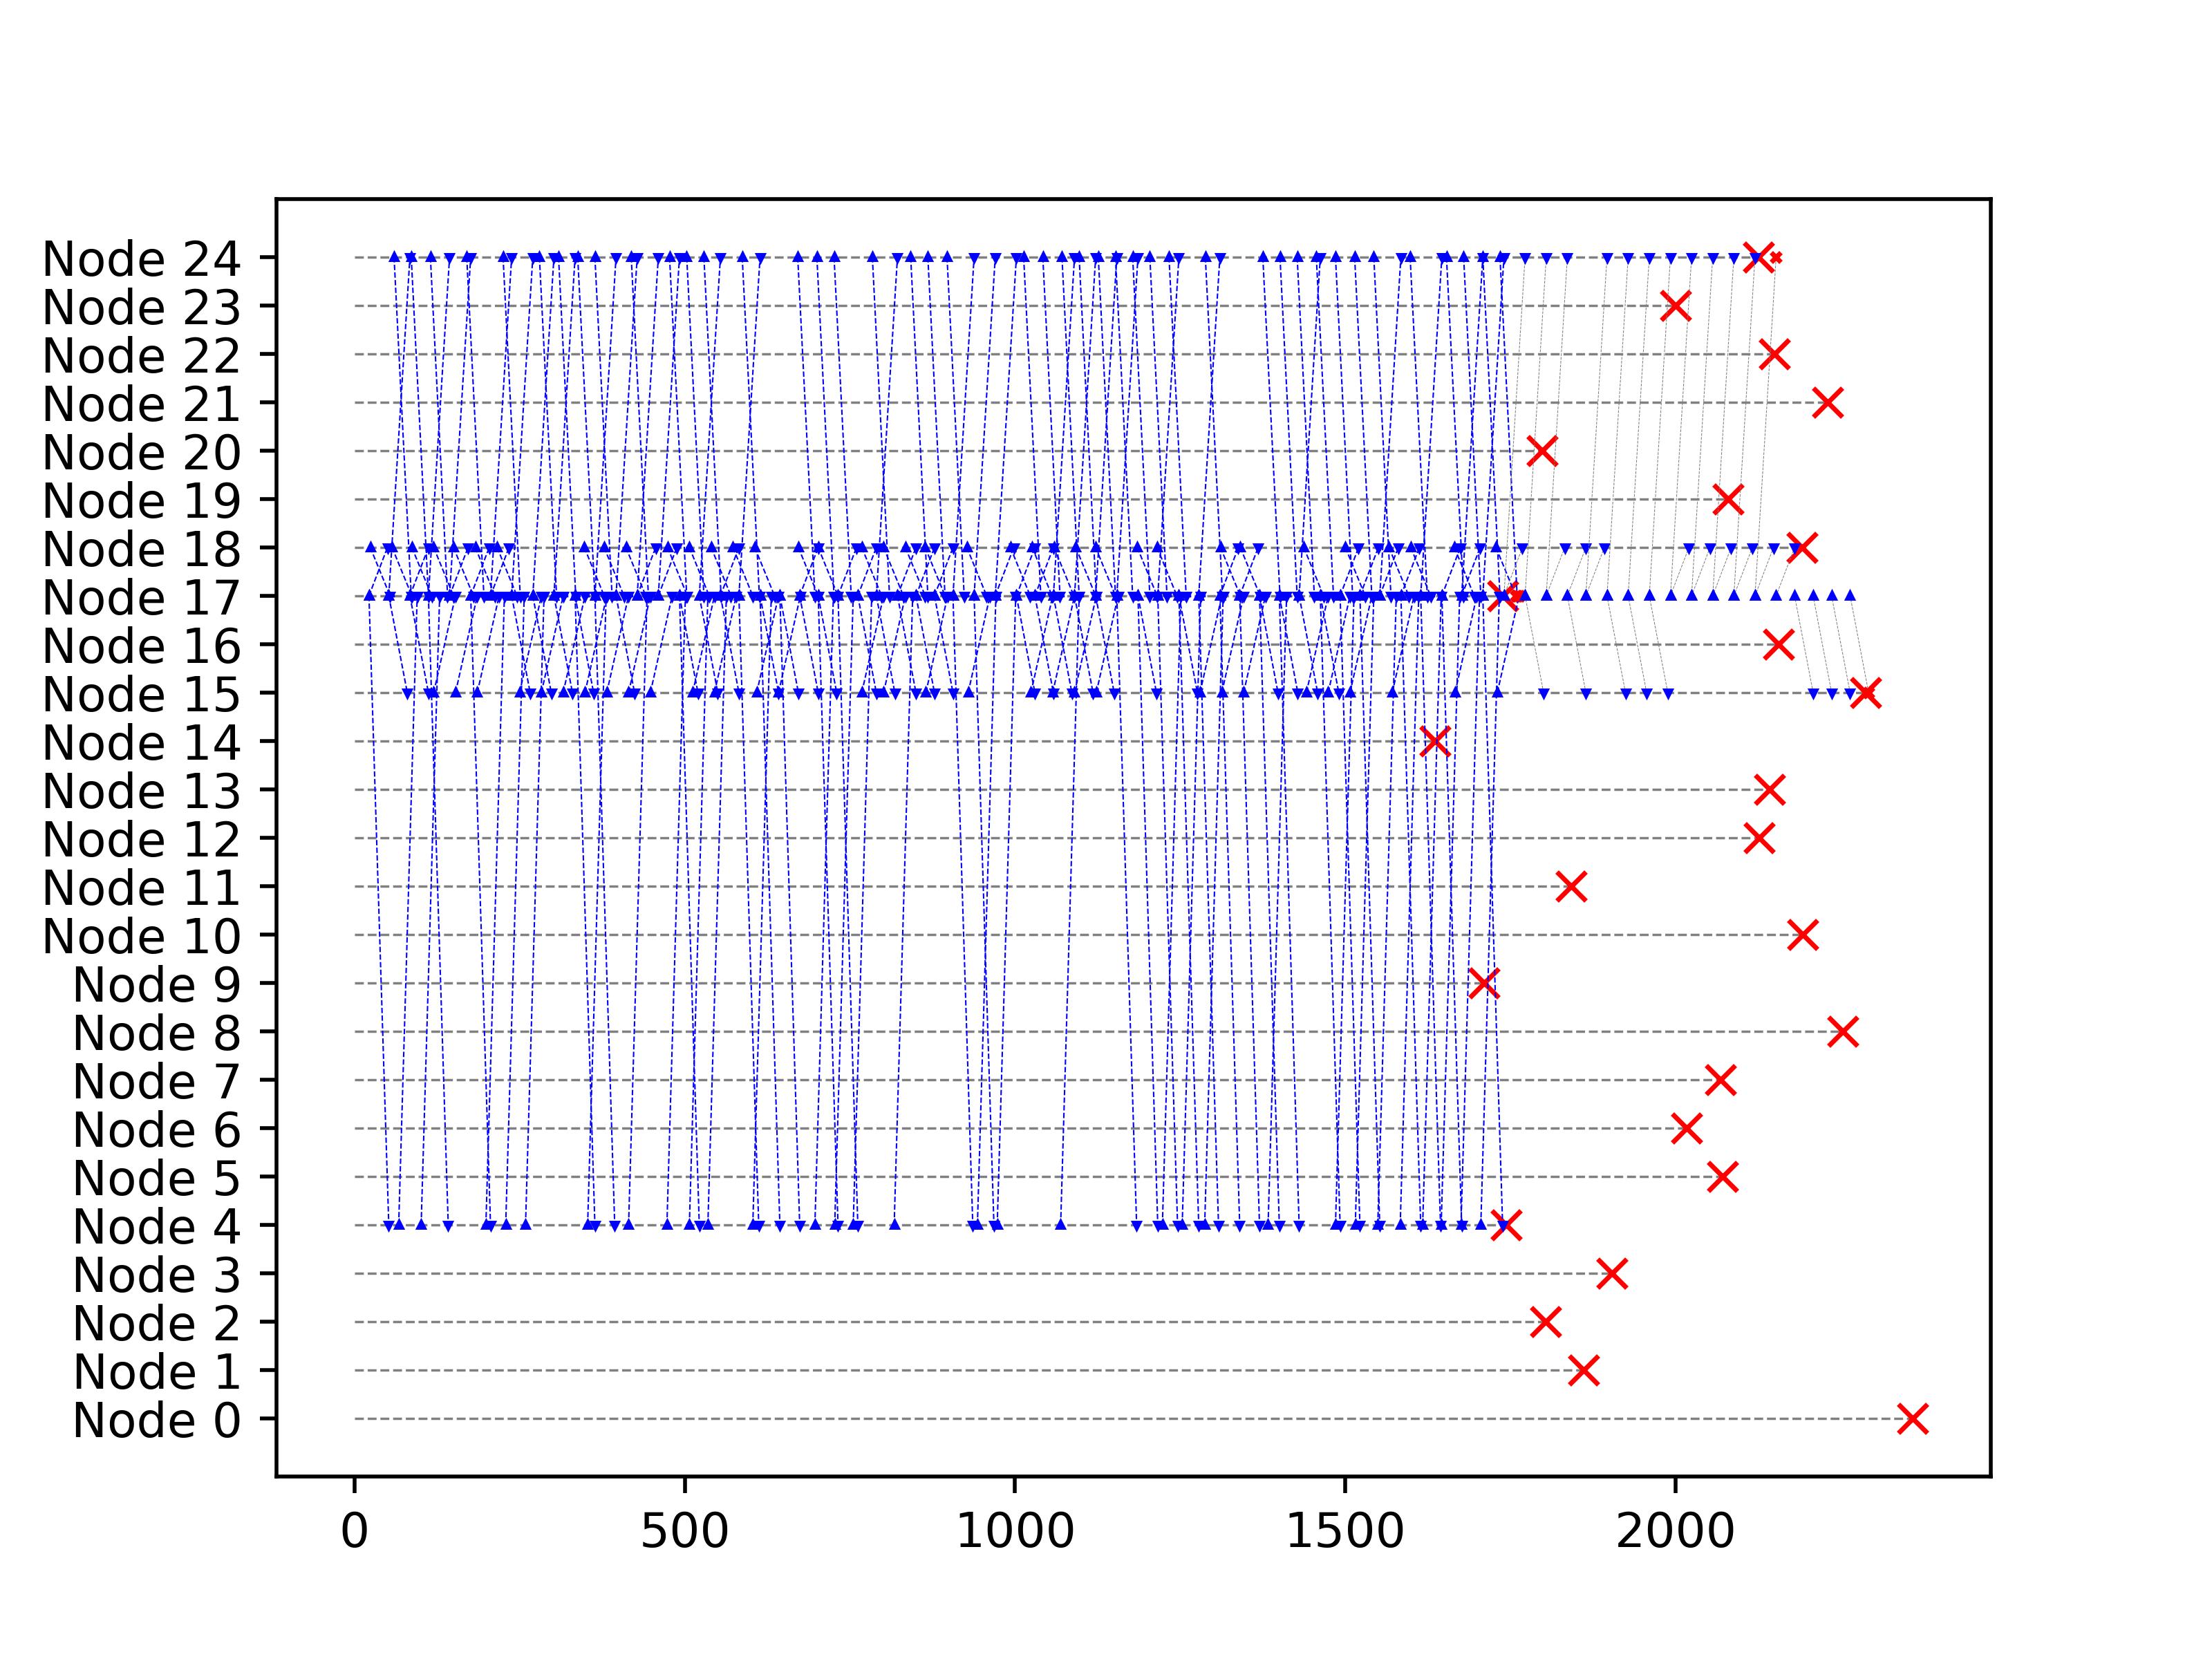 Node 24
Node 23
Node 22
Node 21
Node 20
Node 19
Node 18
Node 17
Node 16
Node 15
Node 14
Node 13
Node 12
Node 11
Node 10
Node 9
Node 8
Node 7
Node 6
Node 5
Node 4
Node 3
Node 2
Node 1
Node 0
0 500 1000 1500 2000